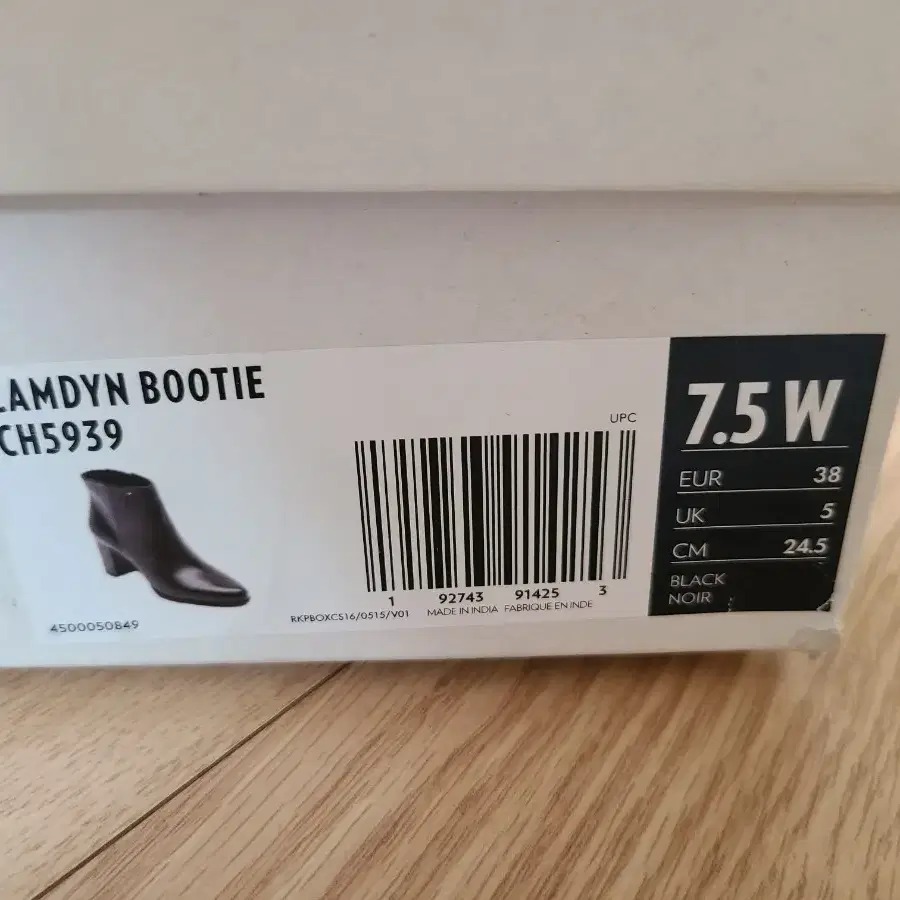 LAMDYN BOOTIE
CH5939
4500050849
UPC
1 92743 91425 3
RKPBOXCS16/0515/V01 MADE IN INDIA FABRIQUE EN INDE
7.5 W
EUR 38
UK 5
CM 24.5
BLACK
NOIR